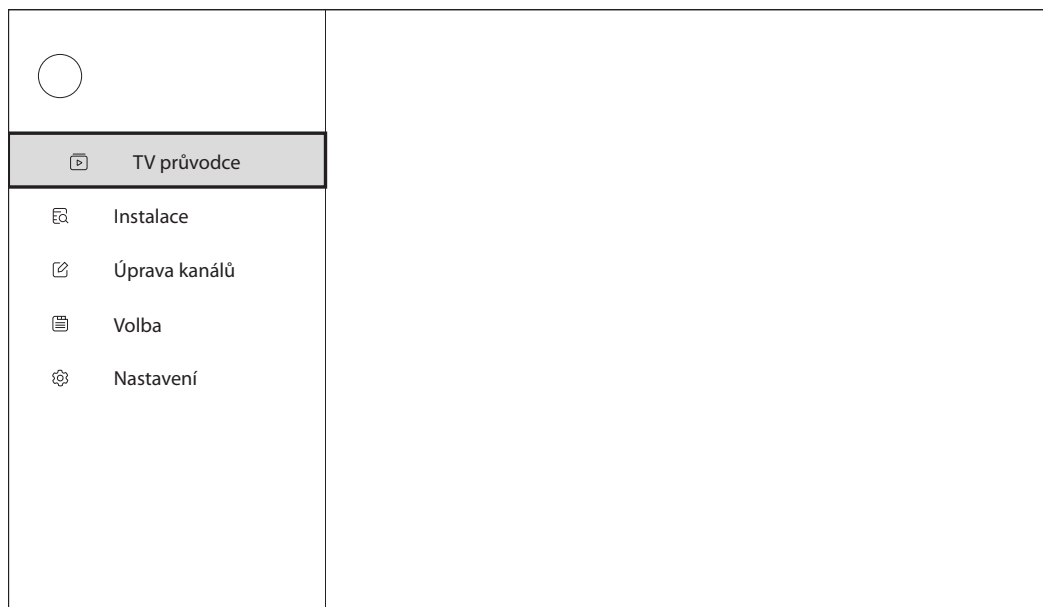 TV průvodce
Instalace
Úprava kanálů
Volba
Nastavení